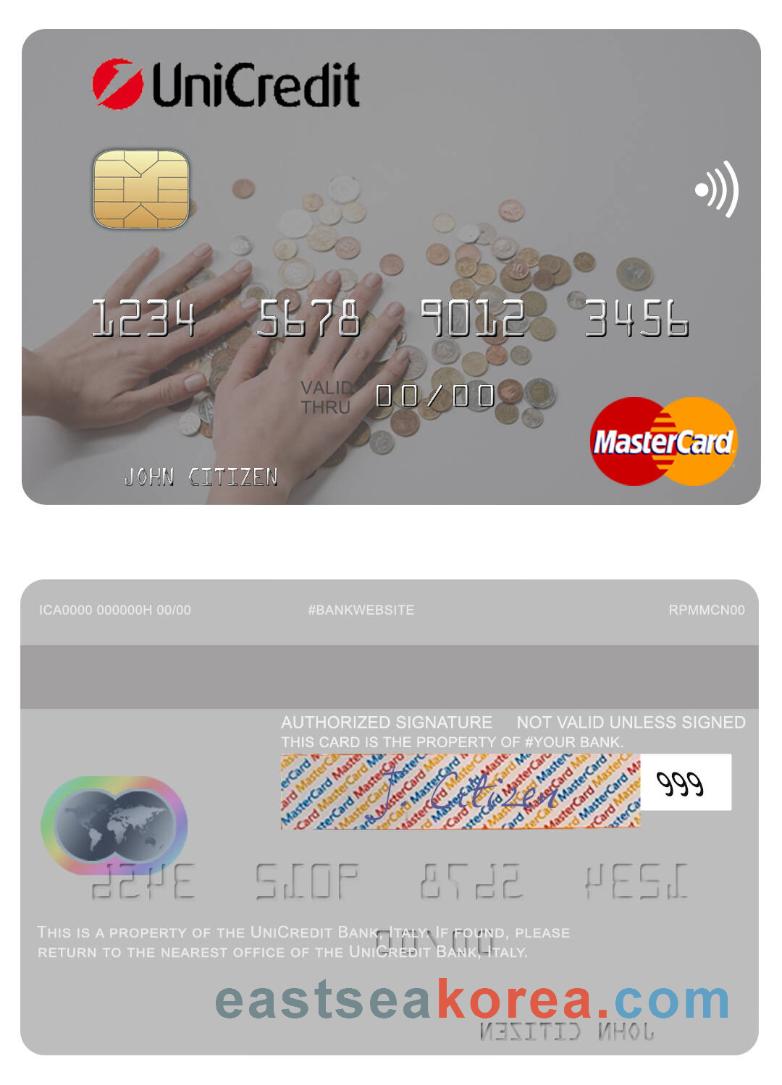 UniCredit
1234 5678 9012 3456
VALID THRU 00/00
MasterCard
JOHN CITIZEN
ICA0000 000000H 00/00 #BANKWEBSITE RPMMCN00
AUTHORIZED SIGNATURE NOT VALID UNLESS SIGNED
THIS CARD IS THE PROPERTY OF #YOUR BANK.
J. Citizen 999
THIS IS A PROPERTY OF THE UNICREDIT BANK, ITALY. IF FOUND, PLEASE
RETURN TO THE NEAREST OFFICE OF THE UNICREDIT BANK, ITALY.
eastseakorea.com